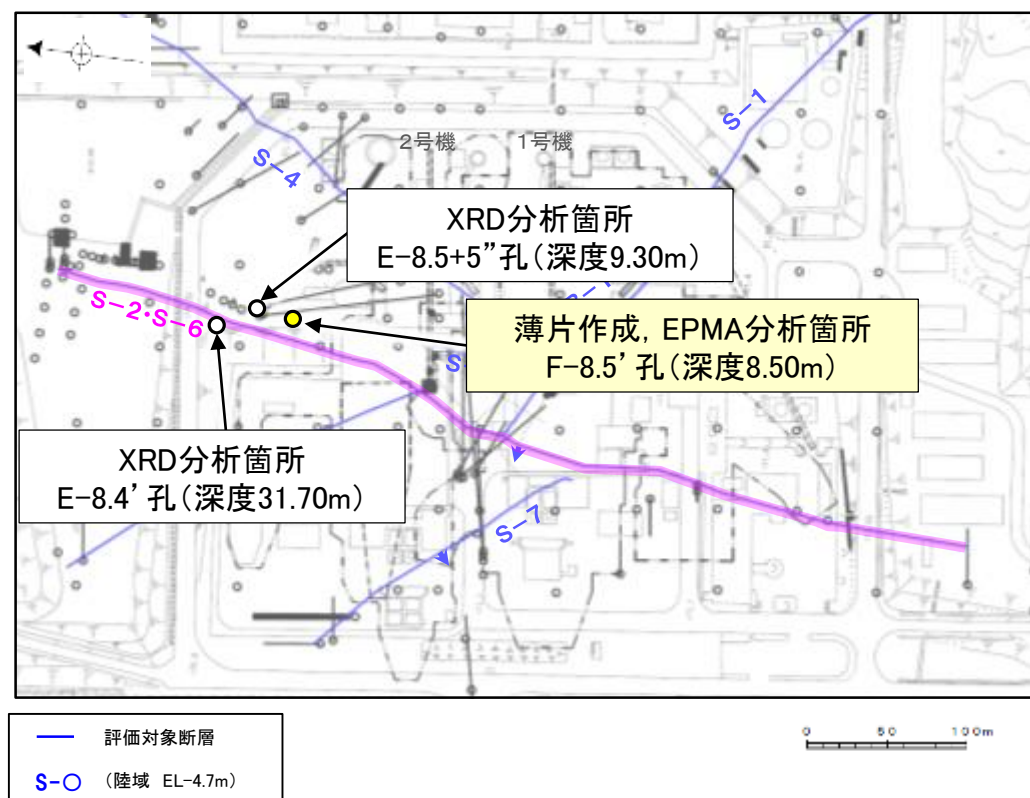 S-1
2号機
1号機
S-4
XRD分析箇所
E-8.5+5”孔(深度9.30m)
S-2・S-6
薄片作成, EPMA分析箇所
F-8.5’孔(深度8.50m)
XRD分析箇所
E-8.4’孔(深度31.70m)
S-7
評価対象断層
S-○ (陸域 EL-4.7m)
0 50 100m